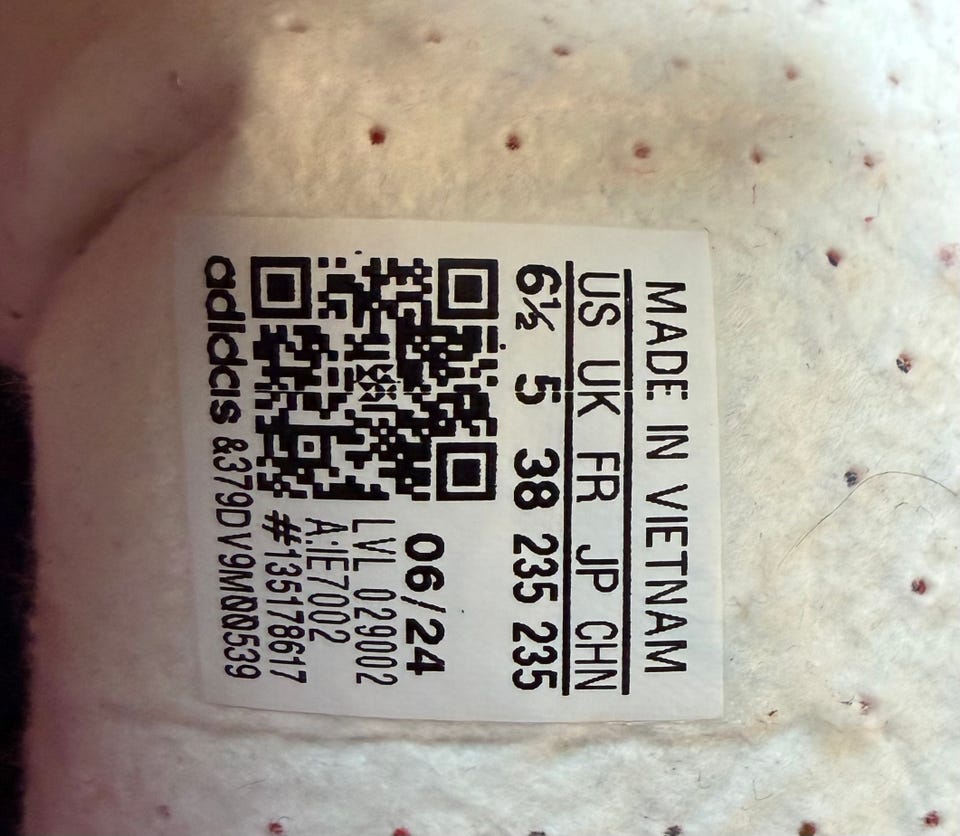 MADE IN VIETNAM
US UK FR JP CHN
6½ 5 38 235 235
06/24
LVL 029002
A:IE7002
#135178617
adidas &379DV9MQQ539